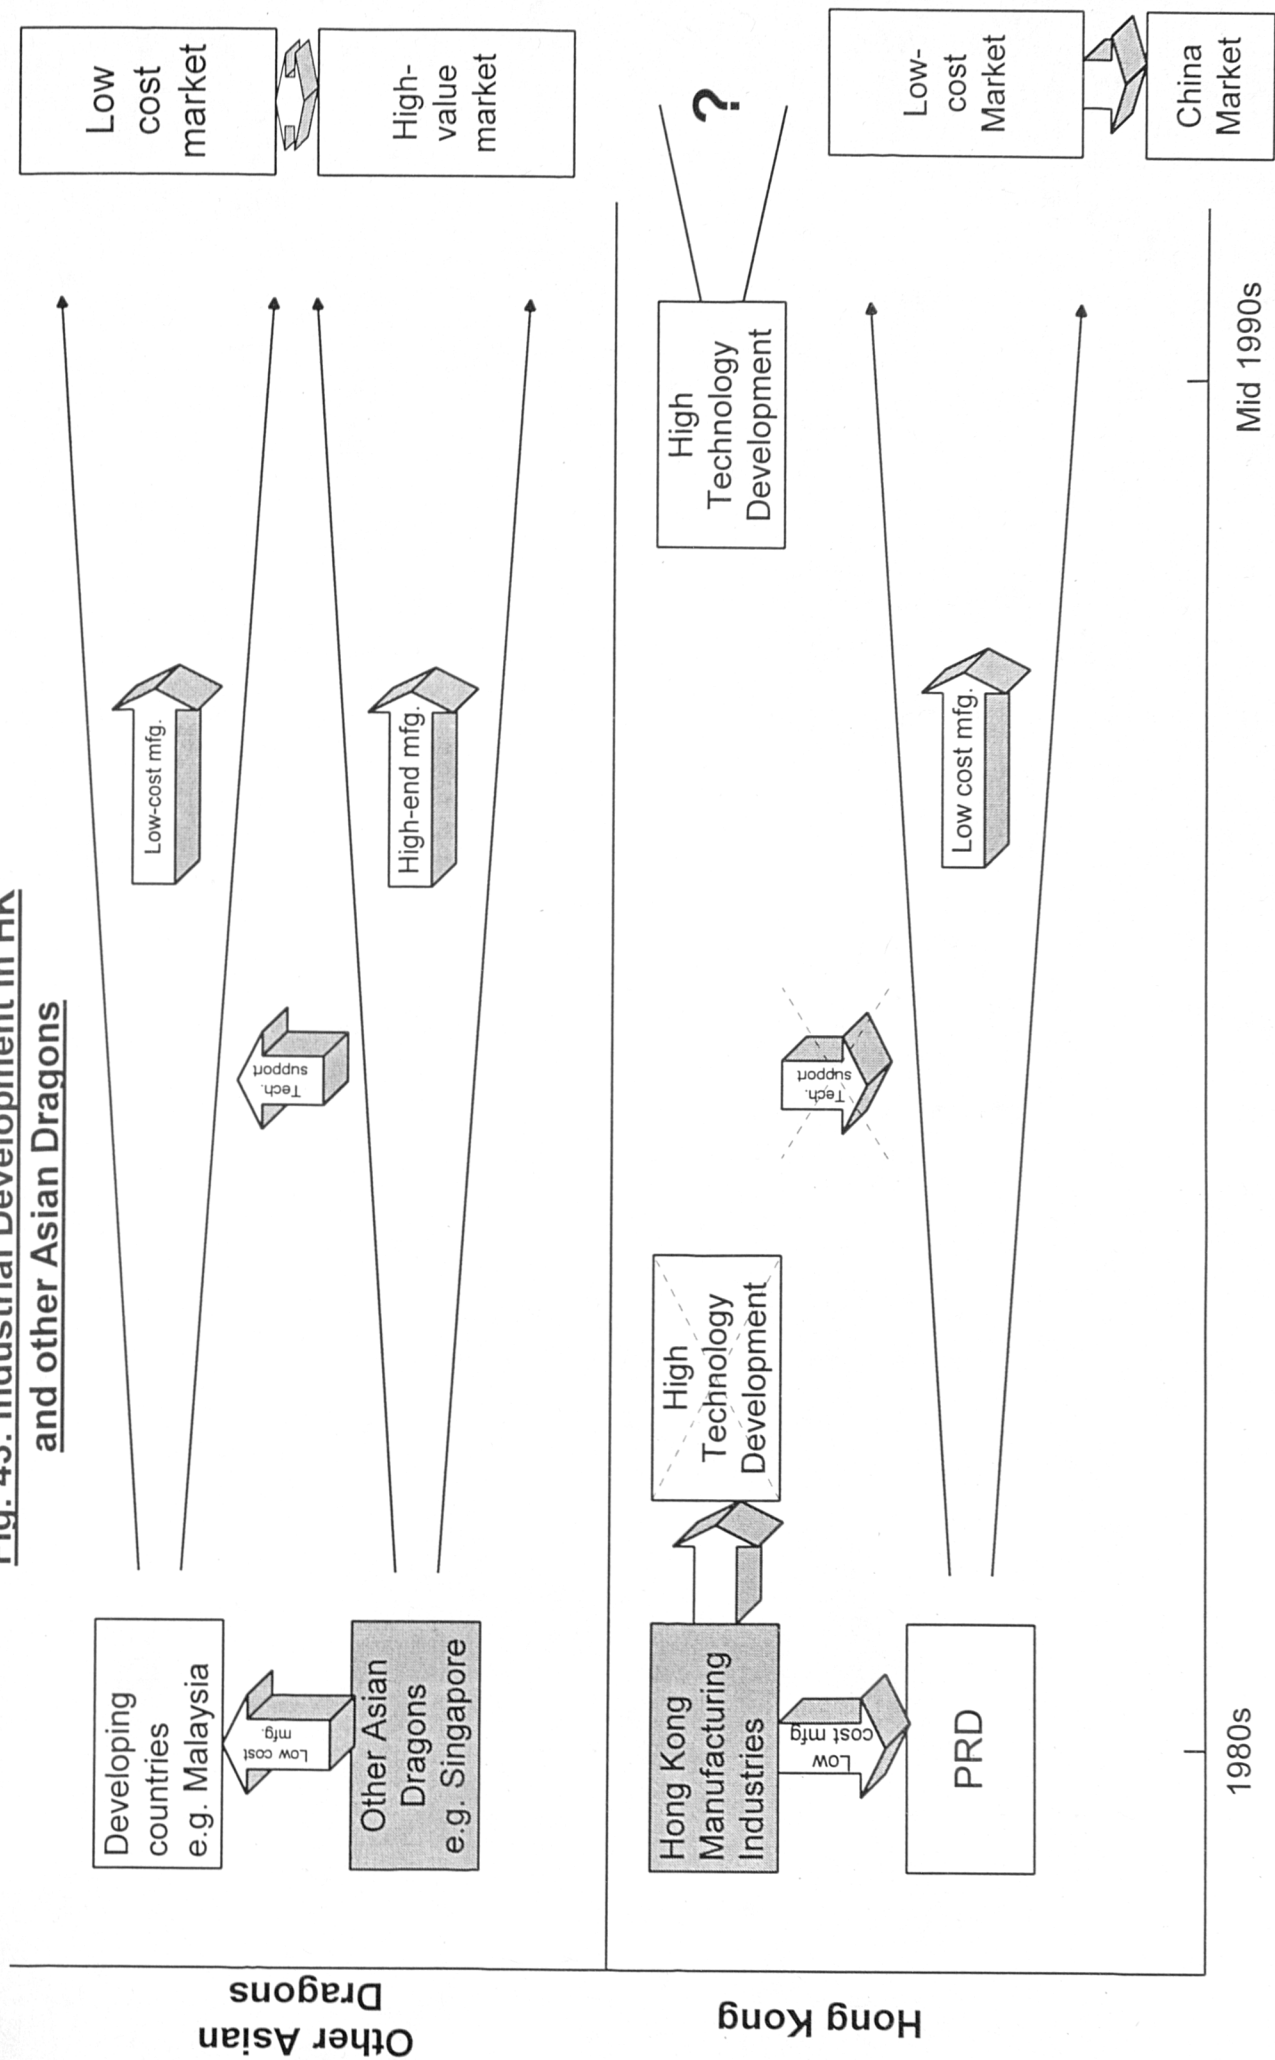 Fig. 45: Industrial Development in HK
and other Asian Dragons
Other Asian
Dragons
Developing
countries
e.g. Malaysia
Low cost
mfg.
Other Asian
Dragons
e.g. Singapore
Tech.
support
Low-cost mfg.
High-end mfg.
Low
cost
market
High-
value
market
Hong Kong
Hong Kong
Manufacturing
Industries
Low
cost mfg
PRD
High
Technology
Development
Tech.
support
Low cost mfg.
High
Technology
Development
?
Low-
cost
Market
China
Market
1980s
Mid 1990s